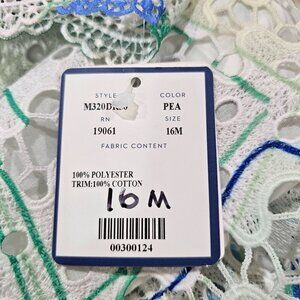 STYLE COLOR
PEA
RN SIZE
19061 16M
FABRIC CONTENT
100% POLYESTER
TRIM:100% COTTON
16 M
00300124